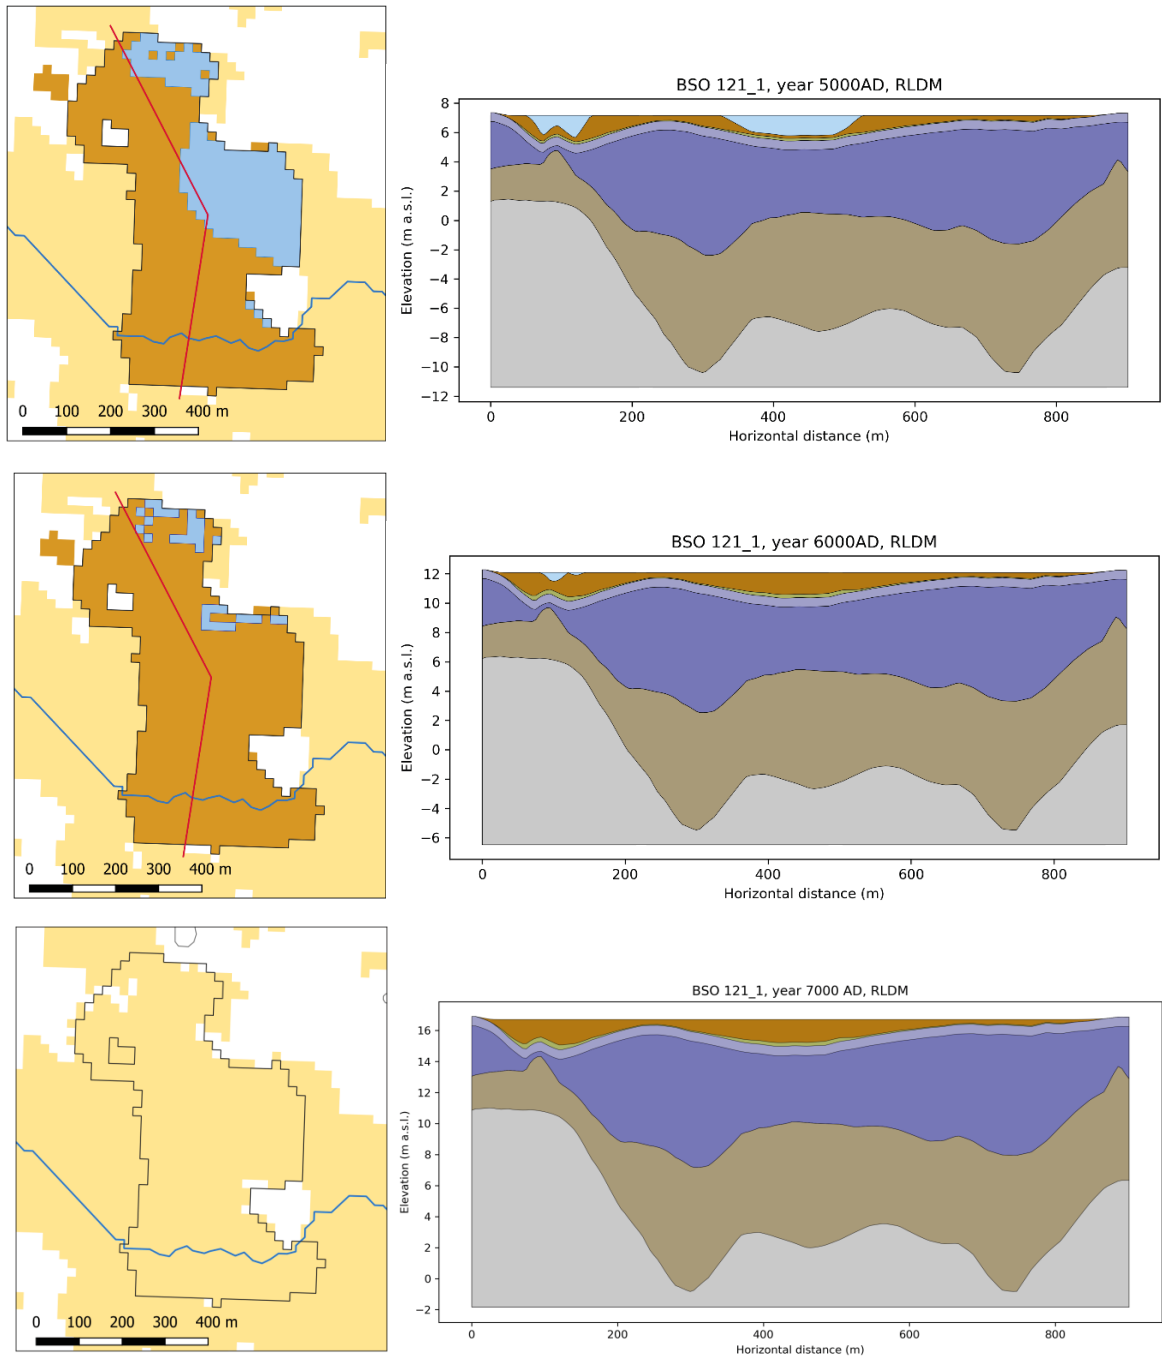 BSO 121_1, year 5000AD, RLDM
8
6
4
2
0
−2
−4
−6
−8
−10
−12
Elevation (m a.s.l.)
0 200 400 600 800
Horizontal distance (m)
0 100 200 300 400 m
BSO 121_1, year 6000AD, RLDM
12
10
8
6
4
2
0
−2
−4
−6
Elevation (m a.s.l.)
0 200 400 600 800
Horizontal distance (m)
0 100 200 300 400 m
BSO 121_1, year 7000 AD, RLDM
16
14
12
10
8
6
4
2
0
−2
Elevation (m a.s.l.)
0 200 400 600 800
Horizontal distance (m)
0 100 200 300 400 m